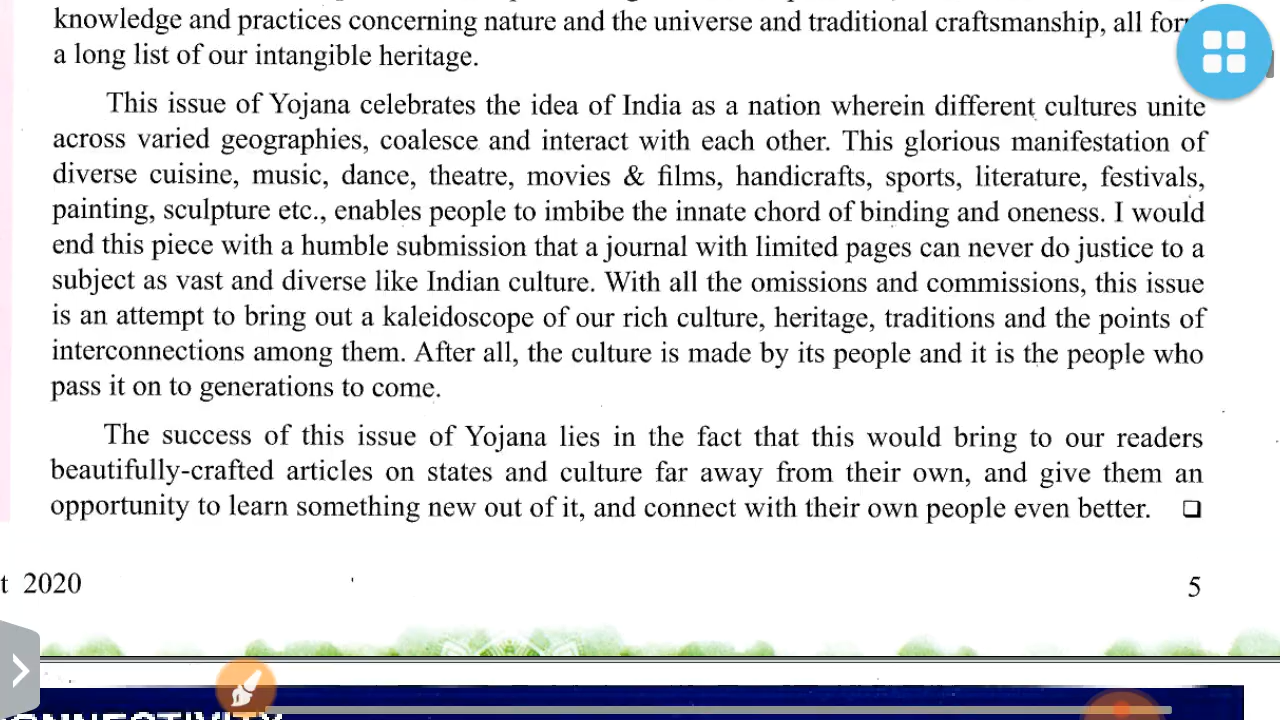 knowledge and practices concerning nature and the universe and traditional craftsmanship, all
a long list of our intangible heritage.
This issue of Yojana celebrates the idea of India as a nation wherein different cultures unite
across varied geographies, coalesce and interact with each other. This glorious manifestation of
diverse cuisine, music, dance, theatre, movies & films, handicrafts, sports, literature, festivals,
painting, sculpture etc., enables people to imbibe the innate chord of binding and oneness. I would
end this piece with a humble submission that a journal with limited pages can never do justice to a
subject as vast and diverse like Indian culture. With all the omissions and commissions, this issue
is an attempt to bring out a kaleidoscope of our rich culture, heritage, traditions and the points of
interconnections among them. After all, the culture is made by its people and it is the people who
pass it on to generations to come.
The success of this issue of Yojana lies in the fact that this would bring to our readers
beautifully-crafted articles on states and culture far away from their own, and give them an
opportunity to learn something new out of it, and connect with their own people even better. ❑
t 2020
5